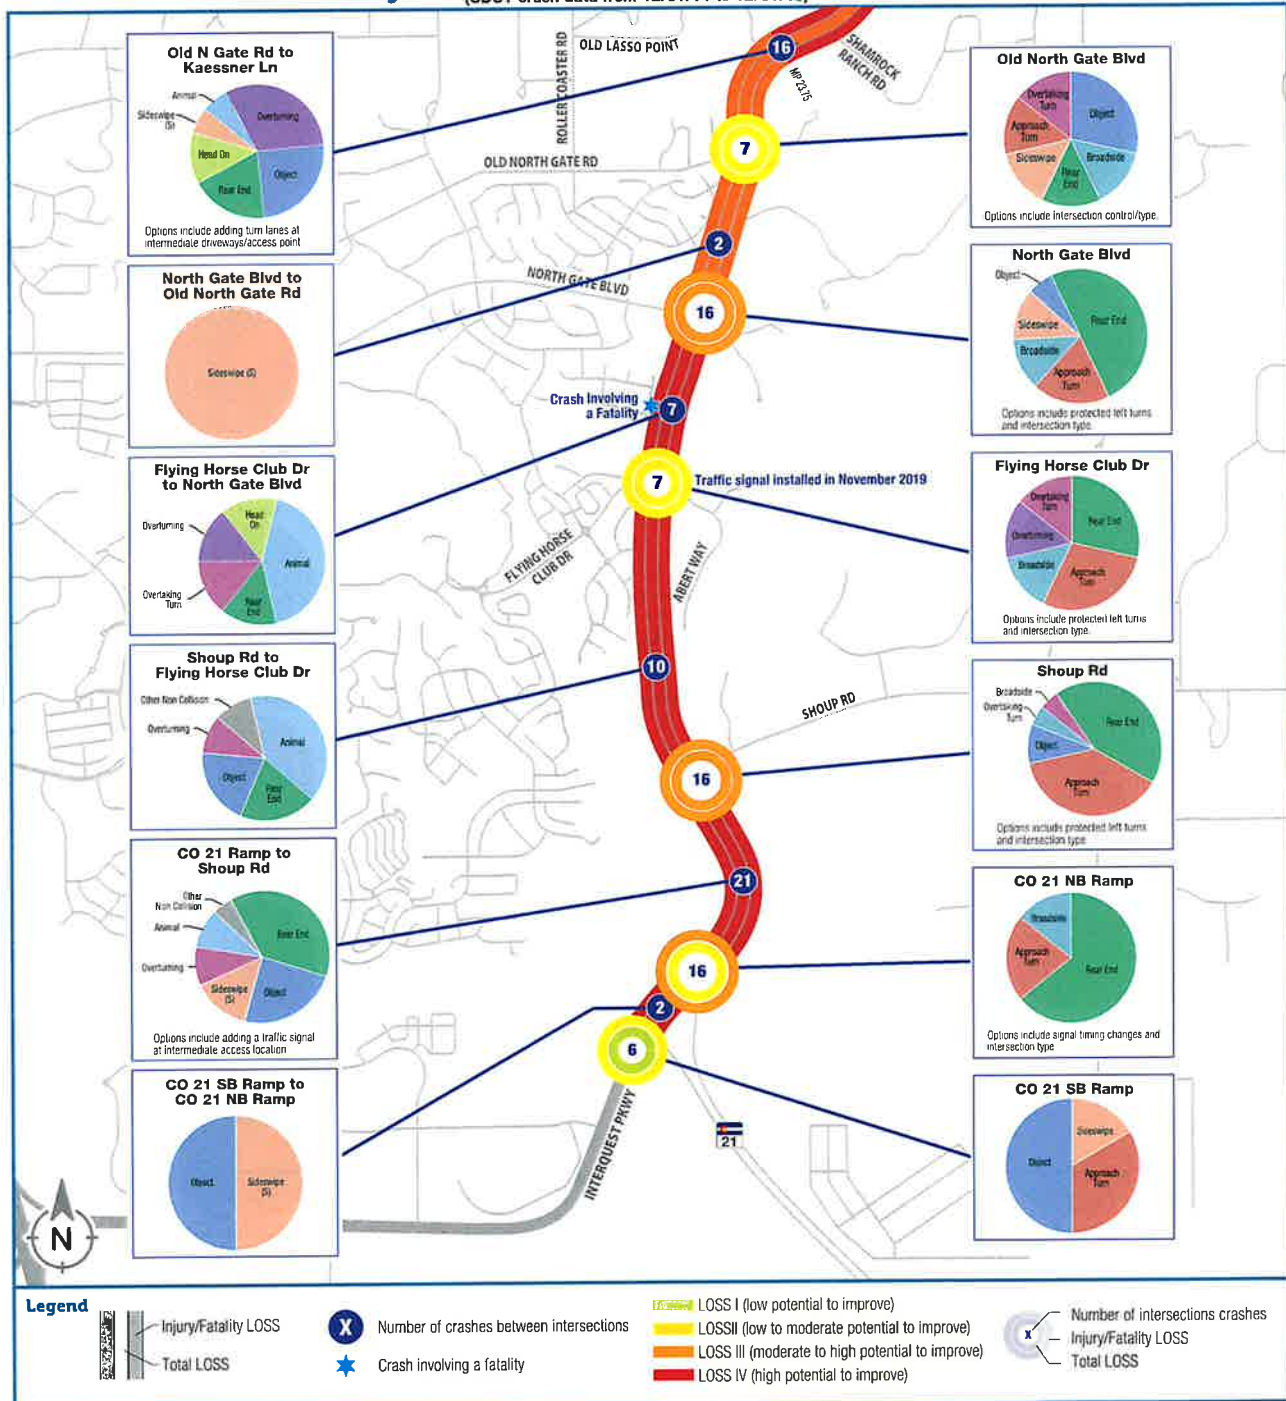 Old N Gate Rd to
Kaessner Ln
Animal
Sideswipe
(S)
Head On
Rear End
Object
Overturning
Options include adding turn lanes at
intermediate driveways/access point
North Gate Blvd to
Old North Gate Rd
Sideswipe (S)
Flying Horse Club Dr
to North Gate Blvd
Head
On
Overturning
Animal
Overtaking
Turn
Rear
End
Shoup Rd to
Flying Horse Club Dr
Other Non Collision
Overturning
Animal
Object
Rear
End
CO 21 Ramp to
Shoup Rd
Other
Non Collision
Animal
Rear End
Overturning
Sideswipe
(S)
Object
Options include adding a traffic signal
at intermediate access location
CO 21 SB Ramp to
CO 21 NB Ramp
Object
Sideswipe
(S)
OLD LASSO POINT
ROLLER COASTER RD
SHAMROCK
RANCH RD
MP 23.75
16
7
OLD NORTH GATE RD
2
NORTH GATE BLVD
16
Crash Involving
a Fatality
7
7
Traffic signal installed in November 2019
FLYING HORSE
CLUB DR
ABERT WAY
10
SHOUP RD
16
21
16
2
6
INTERQUEST PKWY
21
N
Old North Gate Blvd
Overtaking
Turn
Object
Approach
Turn
Sideswipe
Rear
End
Broadside
Options include intersection control/type.
North Gate Blvd
Object
Sideswipe
Rear End
Broadside
Approach
Turn
Options include protected left turns
and intersection type.
Flying Horse Club Dr
Overtaking
Turn
Rear End
Overturning
Broadside
Approach
Turn
Options include protected left turns
and intersection type.
Shoup Rd
Broadside
Overtaking
Turn
Rear End
Object
Approach
Turn
Options include protected left turns
and intersection type
CO 21 NB Ramp
Broadside
Approach
Turn
Rear End
Options include signal timing changes and
intersection type
CO 21 SB Ramp
Sideswipe
Object
Approach
Turn
Legend
Injury/Fatality LOSS
Total LOSS
X
Number of crashes between intersections
Crash involving a fatality
LOSS I (low potential to improve)
LOSSII (low to moderate potential to improve)
LOSS III (moderate to high potential to improve)
LOSS IV (high potential to improve)
x
Number of intersections crashes
Injury/Fatality LOSS
Total LOSS